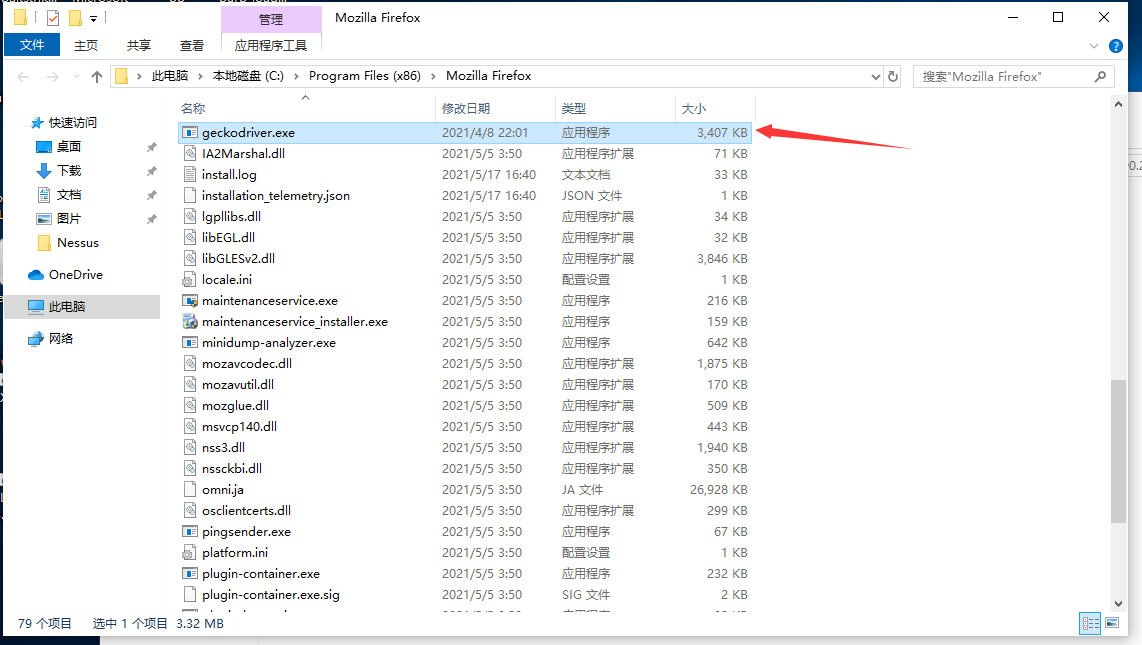 管理
Mozilla Firefox
文件
主页
共享
查看
应用程序工具
此电脑 › 本地磁盘 (C:) › Program Files (x86) › Mozilla Firefox
搜索"Mozilla Firefox"
快速访问
桌面
下载
文档
图片
Nessus
OneDrive
此电脑
网络
名称 修改日期 类型 大小
geckodriver.exe 2021/4/8 22:01 应用程序 3,407 KB
IA2Marshal.dll 2021/5/5 3:50 应用程序扩展 71 KB
install.log 2021/5/17 16:40 文本文档 33 KB
installation_telemetry.json 2021/5/17 16:40 JSON 文件 1 KB
lgpllibs.dll 2021/5/5 3:50 应用程序扩展 34 KB
libEGL.dll 2021/5/5 3:50 应用程序扩展 32 KB
libGLESv2.dll 2021/5/5 3:50 应用程序扩展 3,846 KB
locale.ini 2021/5/5 3:50 配置设置 1 KB
maintenanceservice.exe 2021/5/5 3:50 应用程序 216 KB
maintenanceservice_installer.exe 2021/5/5 3:50 应用程序 159 KB
minidump-analyzer.exe 2021/5/5 3:50 应用程序 642 KB
mozavcodec.dll 2021/5/5 3:50 应用程序扩展 1,875 KB
mozavutil.dll 2021/5/5 3:50 应用程序扩展 170 KB
mozglue.dll 2021/5/5 3:50 应用程序扩展 509 KB
msvcp140.dll 2021/5/5 3:50 应用程序扩展 443 KB
nss3.dll 2021/5/5 3:50 应用程序扩展 1,940 KB
nssckbi.dll 2021/5/5 3:50 应用程序扩展 350 KB
omni.ja 2021/5/5 3:50 JA 文件 26,928 KB
osclientcerts.dll 2021/5/5 3:50 应用程序扩展 299 KB
pingsender.exe 2021/5/5 3:50 应用程序 67 KB
platform.ini 2021/5/5 3:50 配置设置 1 KB
plugin-container.exe 2021/5/5 3:50 应用程序 232 KB
plugin-container.exe.sig 2021/5/5 3:50 SIG 文件 2 KB
79 个项目 选中 1 个项目 3.32 MB